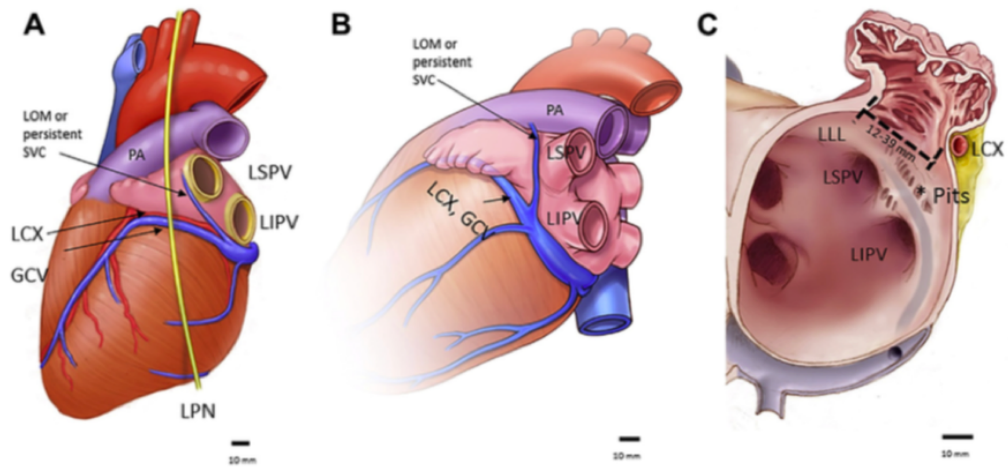 A
LOM or
persistent
SVC
PA
LSPV
LIPV
LCX
GCV
LPN
10 mm
B
LOM or
persistent
SVC
PA
LSPV
LCX, GCV
LIPV
10 mm
C
LLL
12-39 mm
LCX
LSPV
* Pits
LIPV
10 mm